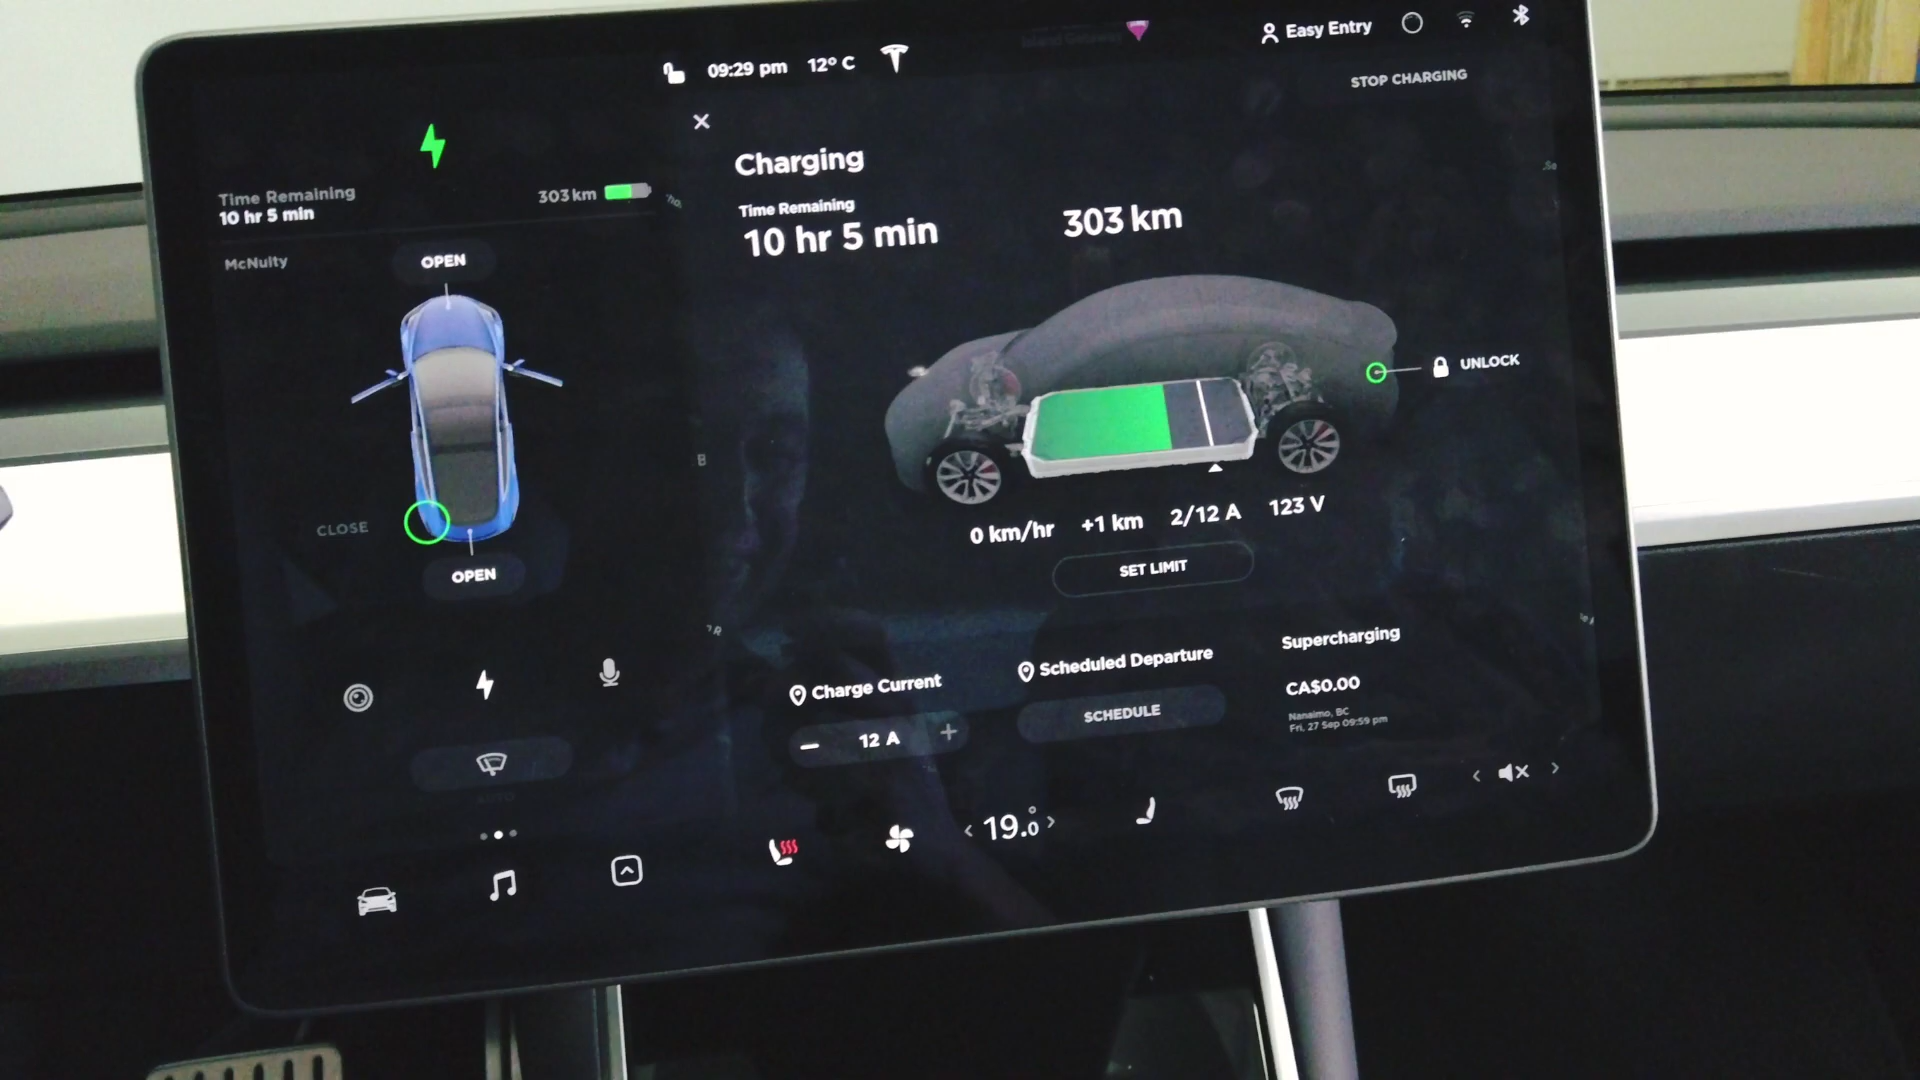 09:29 pm 12° C
Easy Entry
STOP CHARGING
Time Remaining
10 hr 5 min
303 km
McNulty
OPEN
CLOSE
OPEN
Charging
Time Remaining
10 hr 5 min
303 km
UNLOCK
0 km/hr +1 km 2/12 A 123 V
SET LIMIT
Charge Current
12 A
Scheduled Departure
SCHEDULE
Supercharging
CA$0.00
Nanaimo, BC
Fri, 27 Sep 09:59 pm
AUTO
19.0°